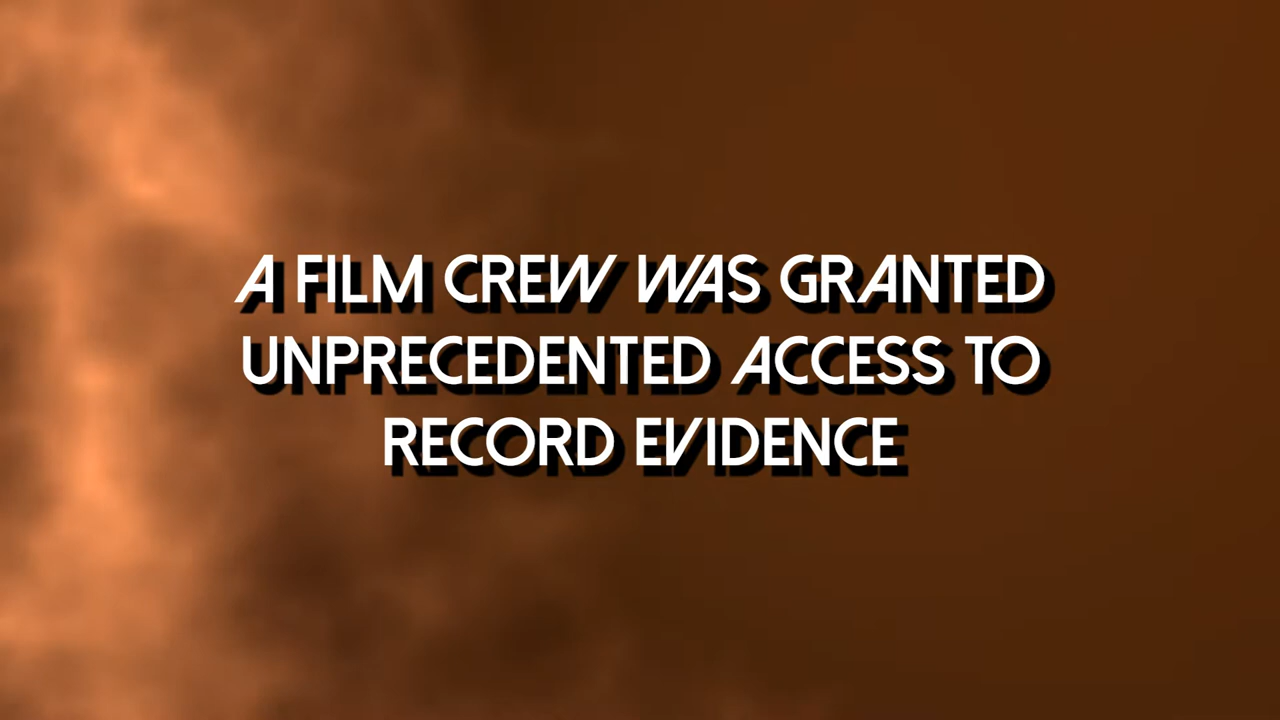 A FILM CREW WAS GRANTED
UNPRECEDENTED ACCESS TO
RECORD EVIDENCE